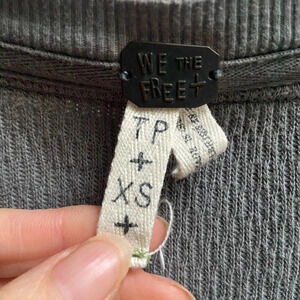 WE THE
FREE+
TP
+
XS
+